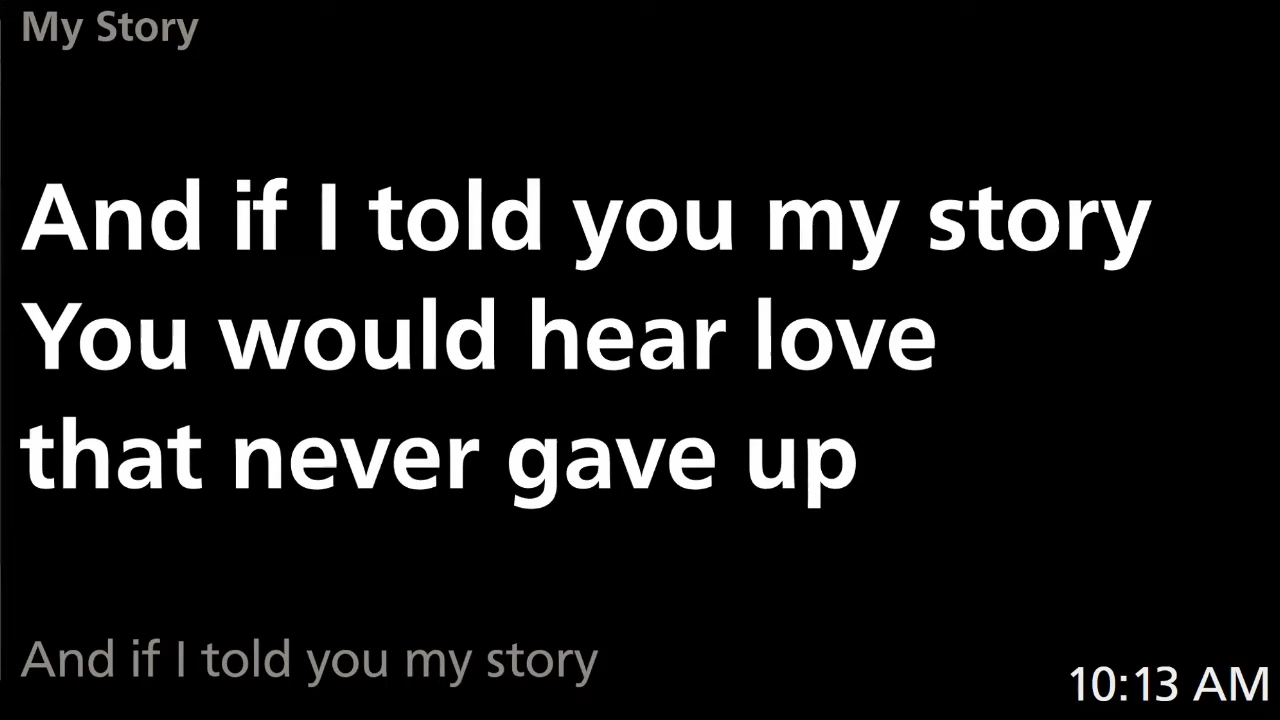 My Story
And if I told you my story
You would hear love
that never gave up
And if I told you my story
10:13 AM